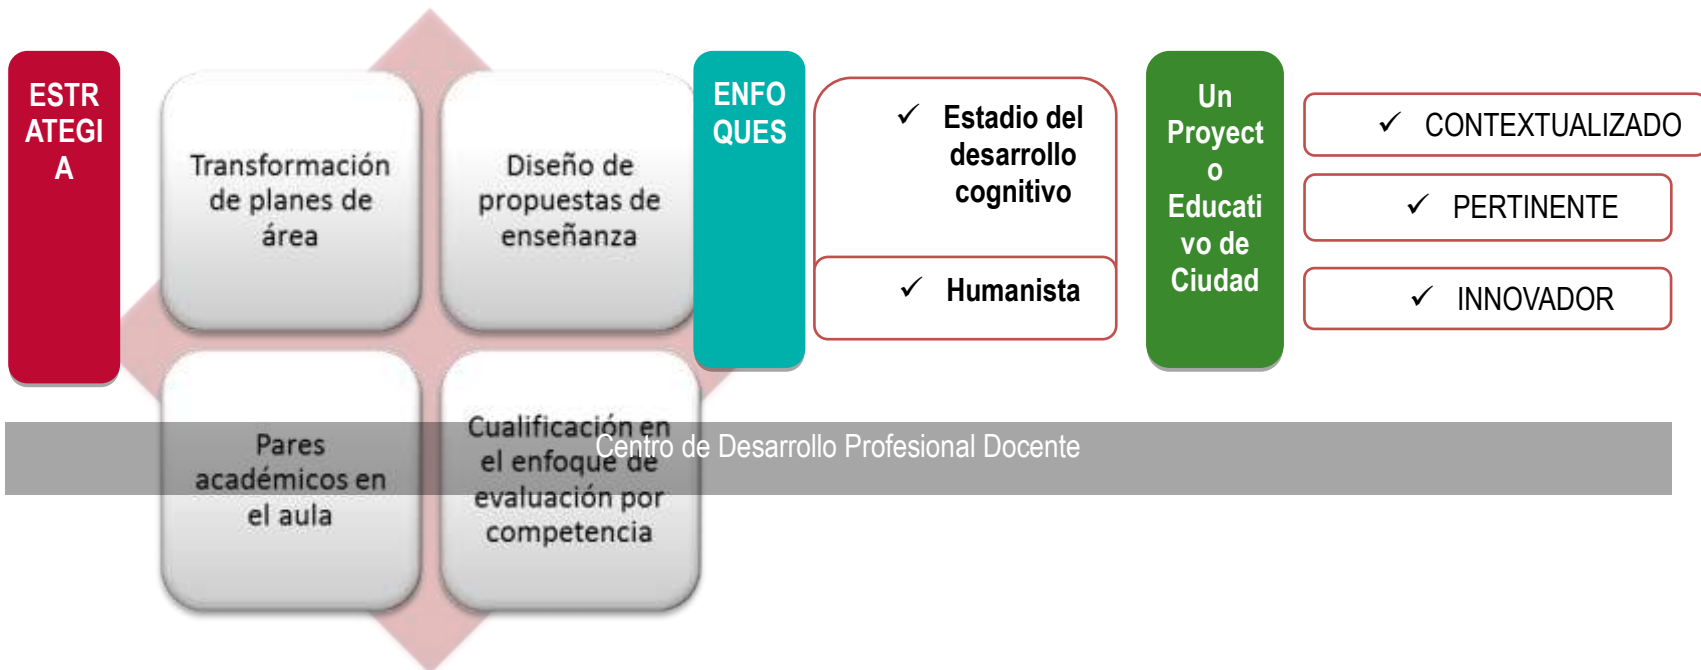 ESTR
ATEGI
A
Transformación
de planes de
área
Diseño de
propuestas de
enseñanza
Pares
académicos en
el aula
Cualificación en
el enfoque de
evaluación por
competencia
ENFO
QUES
✓ Estadio del
desarrollo
cognitivo
✓ Humanista
Un
Proyect
o
Educati
vo de
Ciudad
✓ CONTEXTUALIZADO
✓ PERTINENTE
✓ INNOVADOR
Centro de Desarrollo Profesional Docente